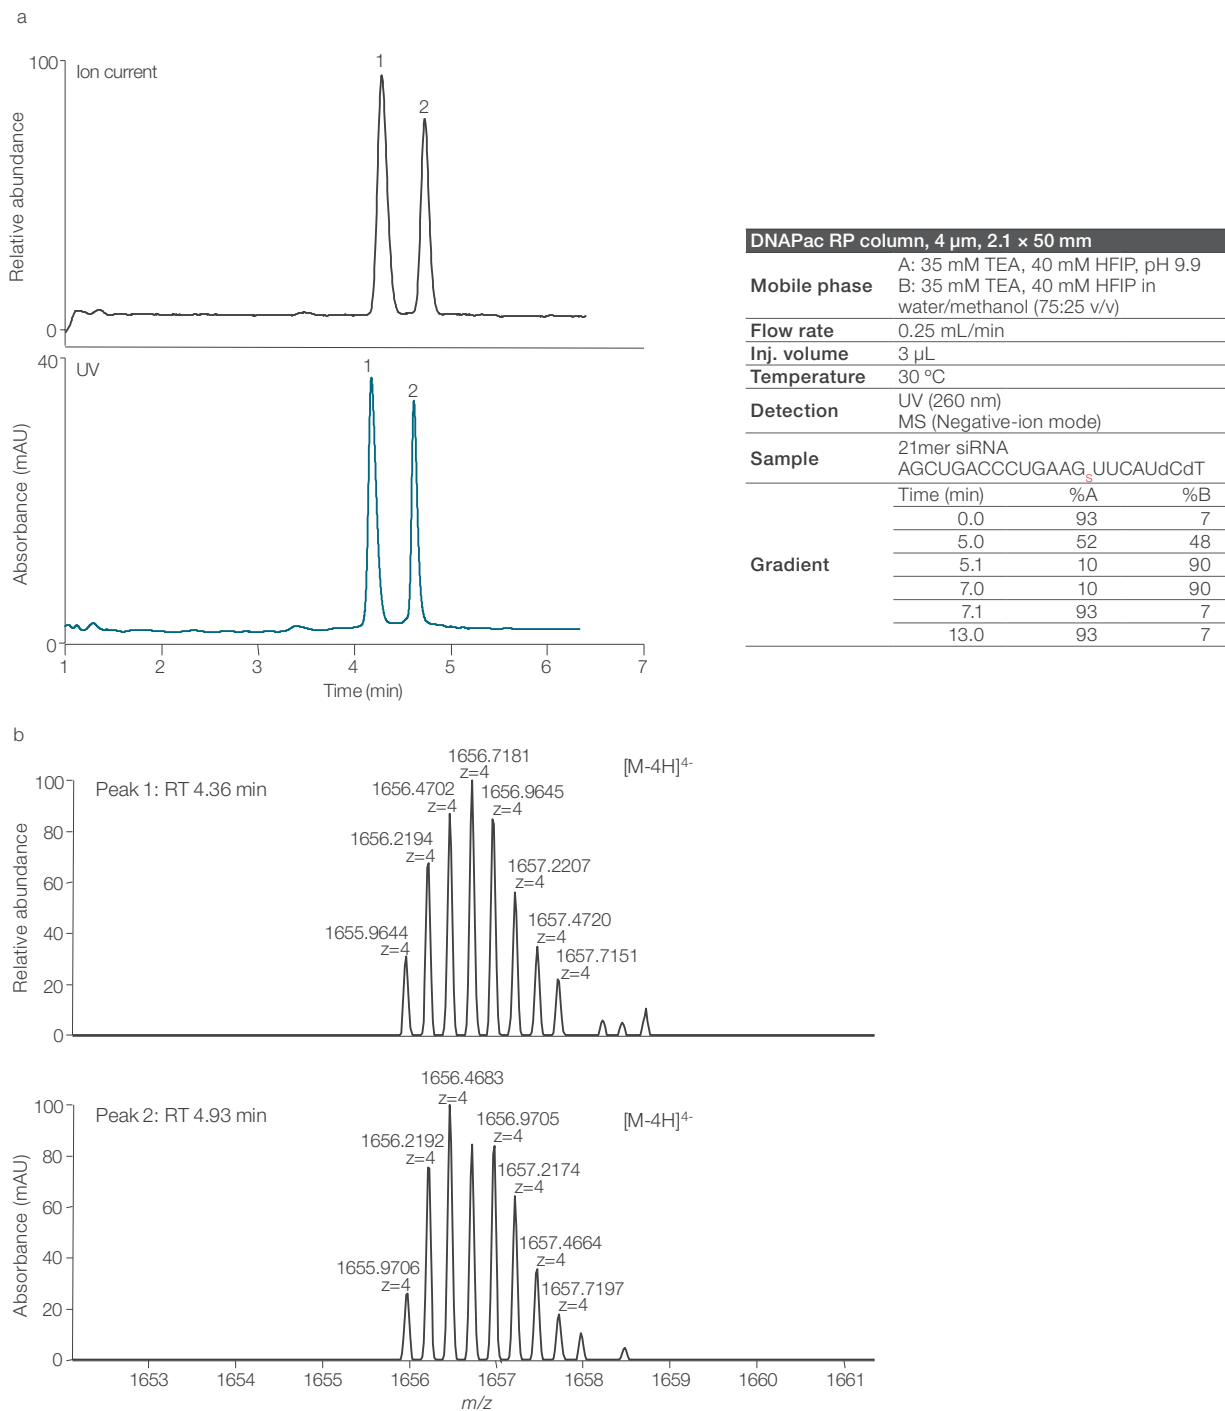 a
100
Ion current
1
2
Relative abundance
0
40
UV
1
2
Absorbance (mAU)
0
1 2 3 4 5 6 7
Time (min)
DNAPac RP column, 4 µm, 2.1 × 50 mm
Mobile phase
A: 35 mM TEA, 40 mM HFIP, pH 9.9
B: 35 mM TEA, 40 mM HFIP in
water/methanol (75:25 v/v)
Flow rate 0.25 mL/min
Inj. volume 3 µL
Temperature 30 ºC
Detection
UV (260 nm)
MS (Negative-ion mode)
Sample
21mer siRNA
AGCUGACCCUGAAGsUUCAUdCdT
Gradient
Time (min) %A %B
0.0 93 7
5.0 52 48
5.1 10 90
7.0 10 90
7.1 93 7
13.0 93 7
b
Peak 1: RT 4.36 min
[M-4H]4-
Relative abundance
100
80
60
40
20
0
1655.9644
z=4
1656.2194
z=4
1656.4702
z=4
1656.7181
z=4
1656.9645
z=4
1657.2207
z=4
1657.4720
z=4
1657.7151
z=4
Peak 2: RT 4.93 min
[M-4H]4-
Absorbance (mAU)
100
80
60
40
20
0
1655.9706
z=4
1656.2192
z=4
1656.4683
z=4
1656.9705
z=4
1657.2174
z=4
1657.4664
z=4
1657.7197
z=4
1653 1654 1655 1656 1657 1658 1659 1660 1661
m/z